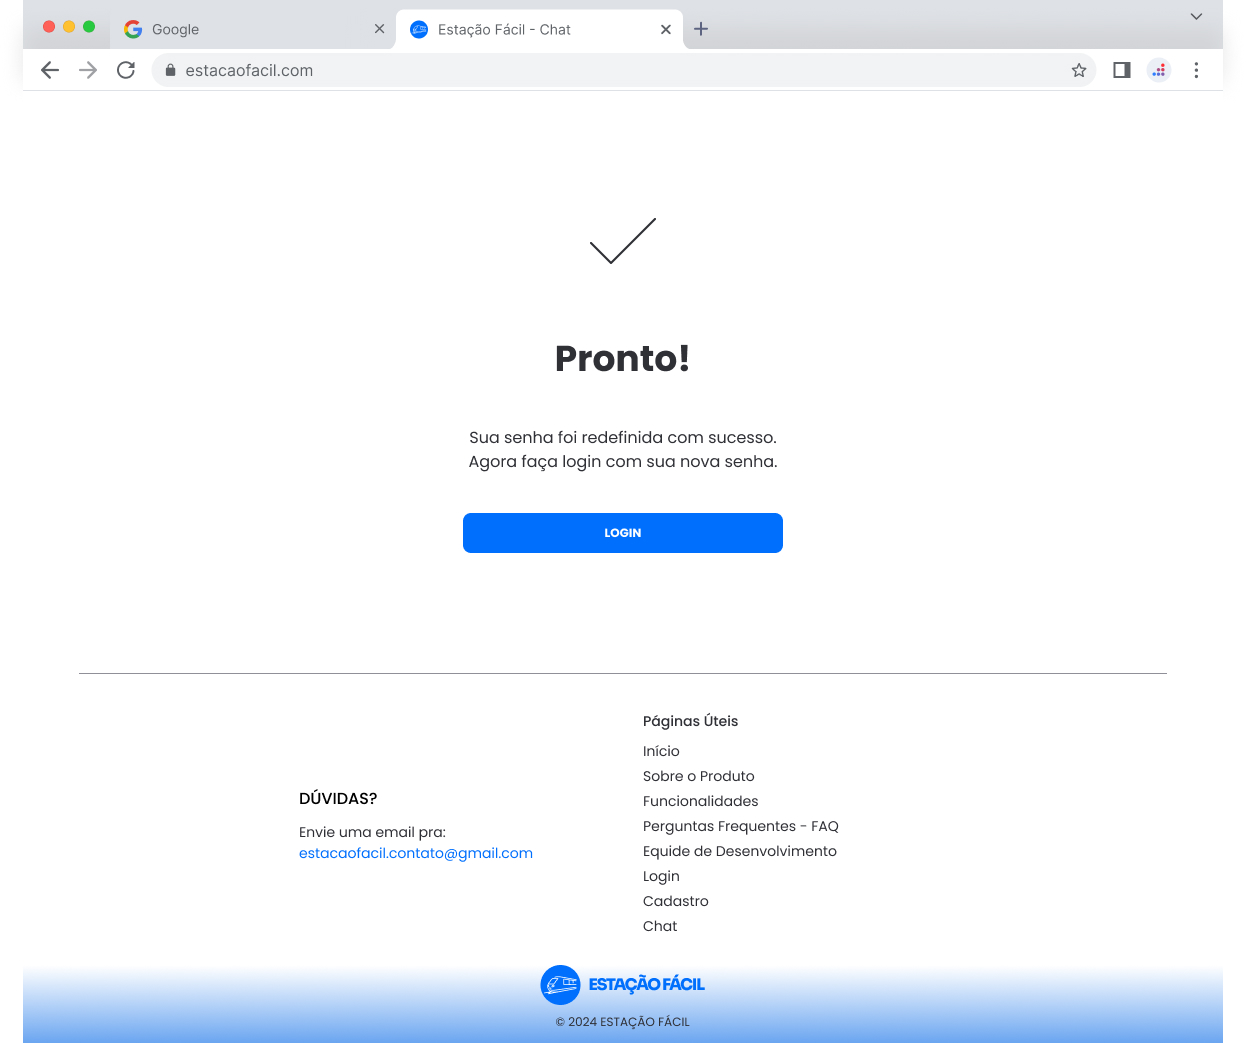 Google
Estação Fácil - Chat
estacaofacil.com
Pronto!
Sua senha foi redefinida com sucesso.
Agora faça login com sua nova senha.
LOGIN
DÚVIDAS?
Envie uma email pra:
estacaofacil.contato@gmail.com
Páginas Úteis
Início
Sobre o Produto
Funcionalidades
Perguntas Frequentes - FAQ
Equide de Desenvolvimento
Login
Cadastro
Chat
ESTAÇÃO FÁCIL
© 2024 ESTAÇÃO FÁCIL